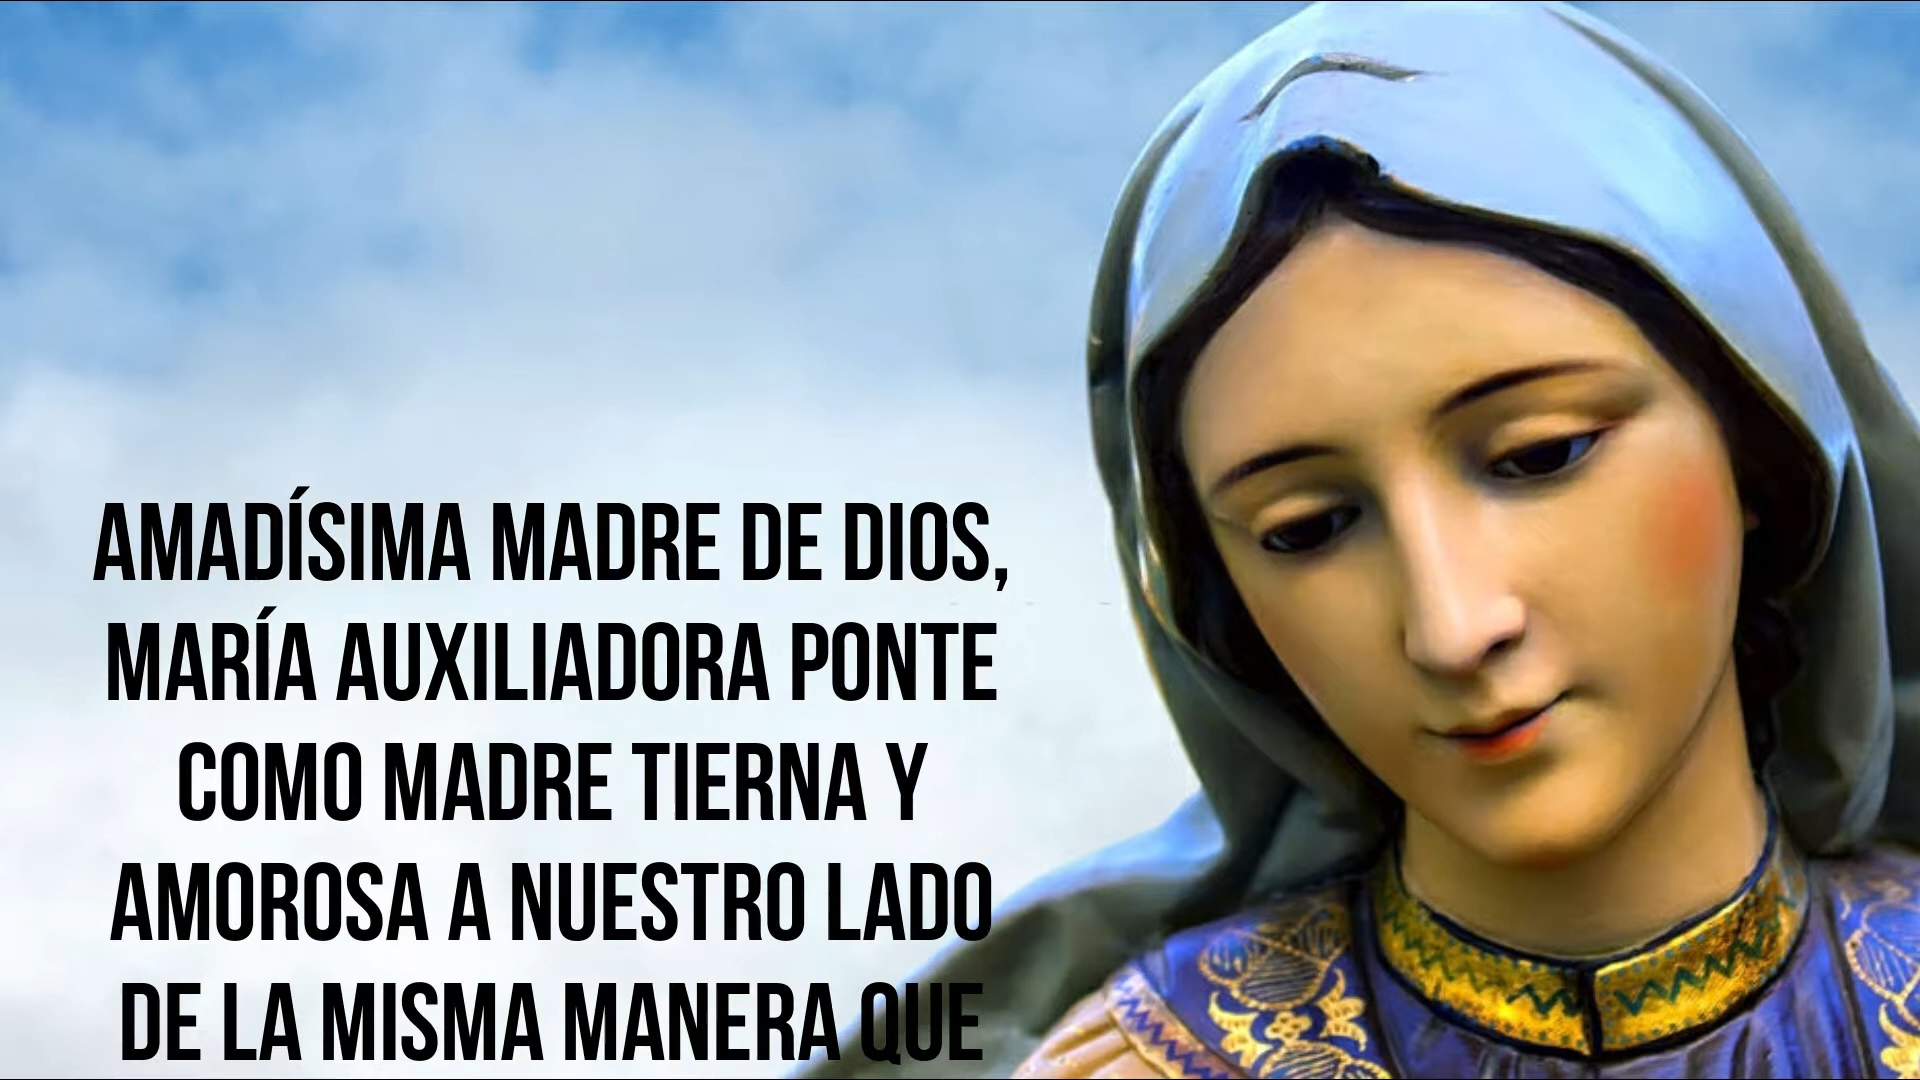 AMADÍSIMA MADRE DE DIOS,
MARÍA AUXILIADORA PONTE
COMO MADRE TIERNA Y
AMOROSA A NUESTRO LADO
DE LA MISMA MANERA QUE